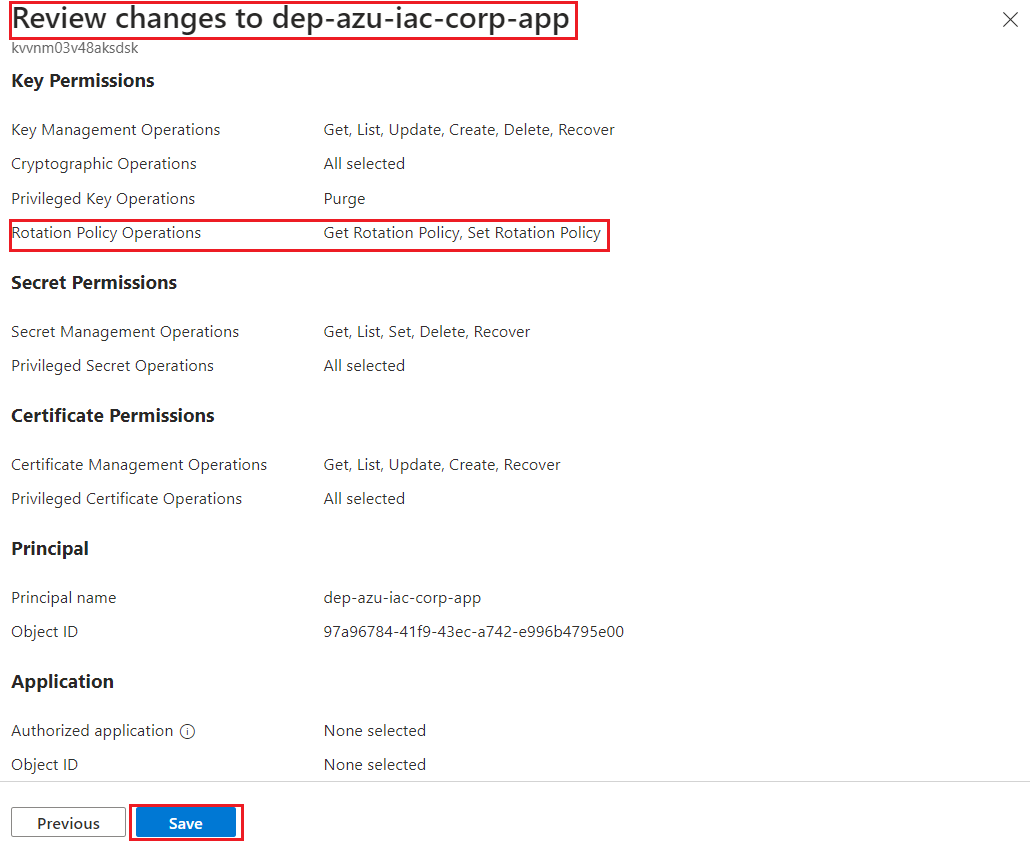 Review changes to dep-azu-iac-corp-app
kvvnm03v48aksdsk
Key Permissions
Key Management Operations Get, List, Update, Create, Delete, Recover
Cryptographic Operations All selected
Privileged Key Operations Purge
Rotation Policy Operations Get Rotation Policy, Set Rotation Policy
Secret Permissions
Secret Management Operations Get, List, Set, Delete, Recover
Privileged Secret Operations All selected
Certificate Permissions
Certificate Management Operations Get, List, Update, Create, Recover
Privileged Certificate Operations All selected
Principal
Principal name dep-azu-iac-corp-app
Object ID 97a96784-41f9-43ec-a742-e996b4795e00
Application
Authorized application None selected
Object ID None selected
Previous Save